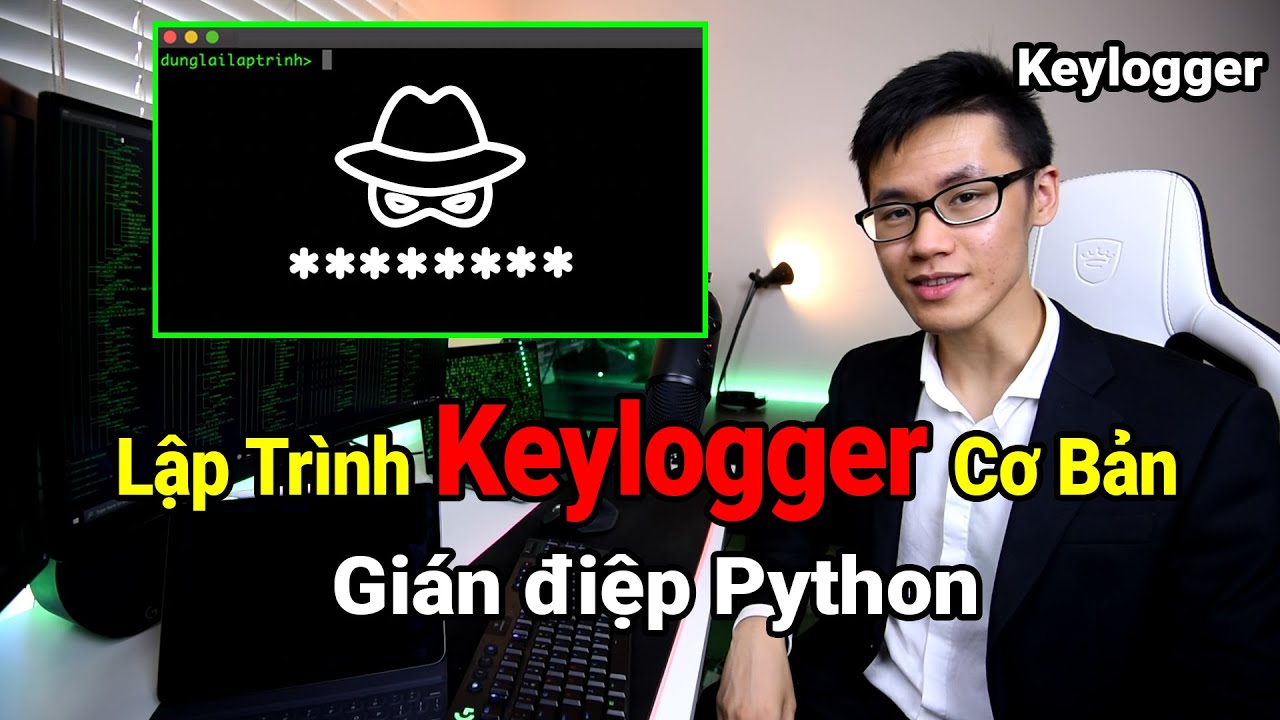 dunglailaptrinh>
********
Keylogger
Lập Trình Keylogger Cơ Bản
Gián điệp Python